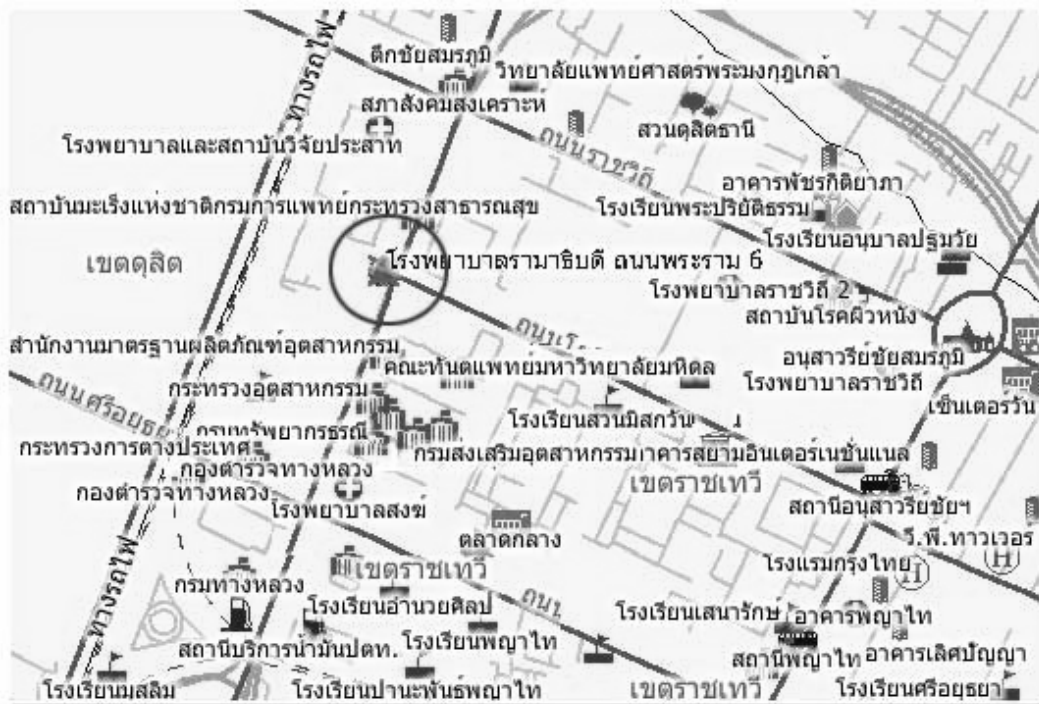 ทางรถไฟ
ตึกชัยสมรภูมิ
วิทยาลัยแพทย์ศาสตร์พระมงกุฎเกล้า
สภาสังคมสงเคราะห์
สวนดุสิตธานี
ถนนราชวิถี
โรงพยาบาลและสถาบันวิจัยประสาท
อาคารพัชรกิติยาภา
สถาบันมะเร็งแห่งชาติกรมการแพทย์กระทรวงสาธารณสุข
โรงเรียนพระปริยัติธรรม
โรงเรียนอนุบาลปฐมวัย
เขตดุสิต
โรงพยาบาลรามาธิบดี ถนนพระราม 6
โรงพยาบาลราชวิถี 2
สถาบันโรคผิวหนัง
สำนักงานมาตรฐานผลิตภัณฑ์อุตสาหกรรม
อนุสาวรีย์ชัยสมรภูมิ
คณะทันตแพทย์มหาวิทยาลัยมหิดล
โรงพยาบาลราชวิถี
ถนนศรีอยุธย
กระทรวงอุตสาหกรรม
เซ็นเตอร์วัน
โรงเรียนสวนมิสกวัน
กรมทรัพยากรธรณี
กระทรวงการต่างประเทศ
กรมส่งเสริมอุตสาหกรรม
อาคารสยามอินเตอร์เนชั่นแนล
กองตำรวจทางหลวง
เขตราชเทวี
กองตำรวจทางหลวง
โรงพยาบาลสงฆ์
สถานีอนุสาวรียชัยฯ
ตลาดกลาง
วี.พี.ทาวเวอร์
โรงแรมกรุงไทย
เขตราชเทวี
กรมทางหลวง
โรงเรียนอำนวยศิลป์
โรงเรียนเสนารักษ์
อาคารพญาไท
ทางรถไฟ
สถานีบริการน้ำมันปตท.
โรงเรียนพญาไท
สถานีพญาไท
อาคารเลิศปัญญา
โรงเรียนมุสลิม
โรงเรียนปานะพันธ์พญาไท
เขตราชเทวี
โรงเรียนศรีอยุธยา